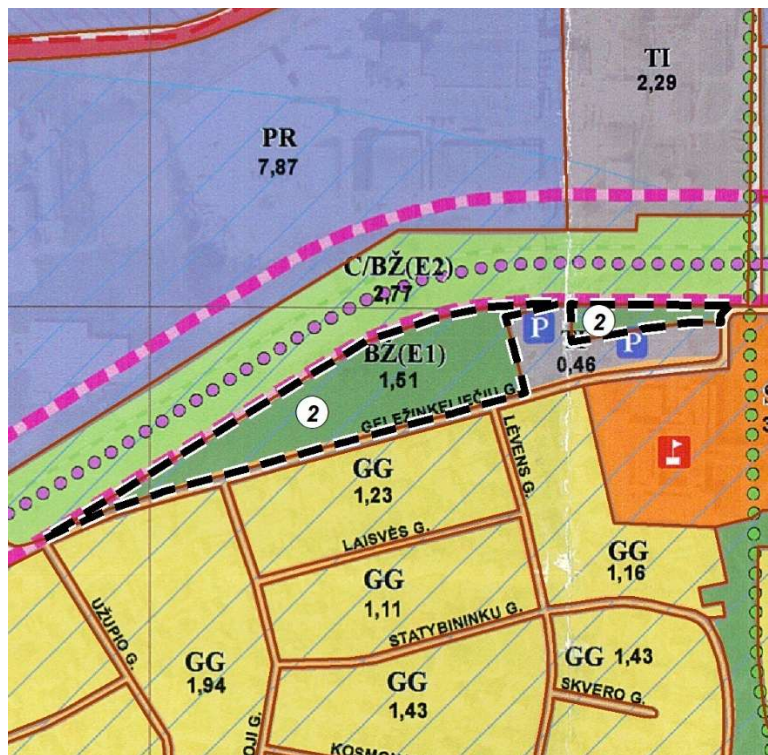 TI
2,29
PR
7,87
C/BŽ(E2)
2,77
P
2
P
BŽ(E1)
1,51
0,46
2
GELEŽINKELIEČIŲ G.
LĖVENS G.
GG
1,23
LAISVĖS G.
GG
1,16
GG
1,11
UŽUPIO G.
STATYBININKU G.
GG
1,94
GG 1,43
GG
1,43
SKVERO G.